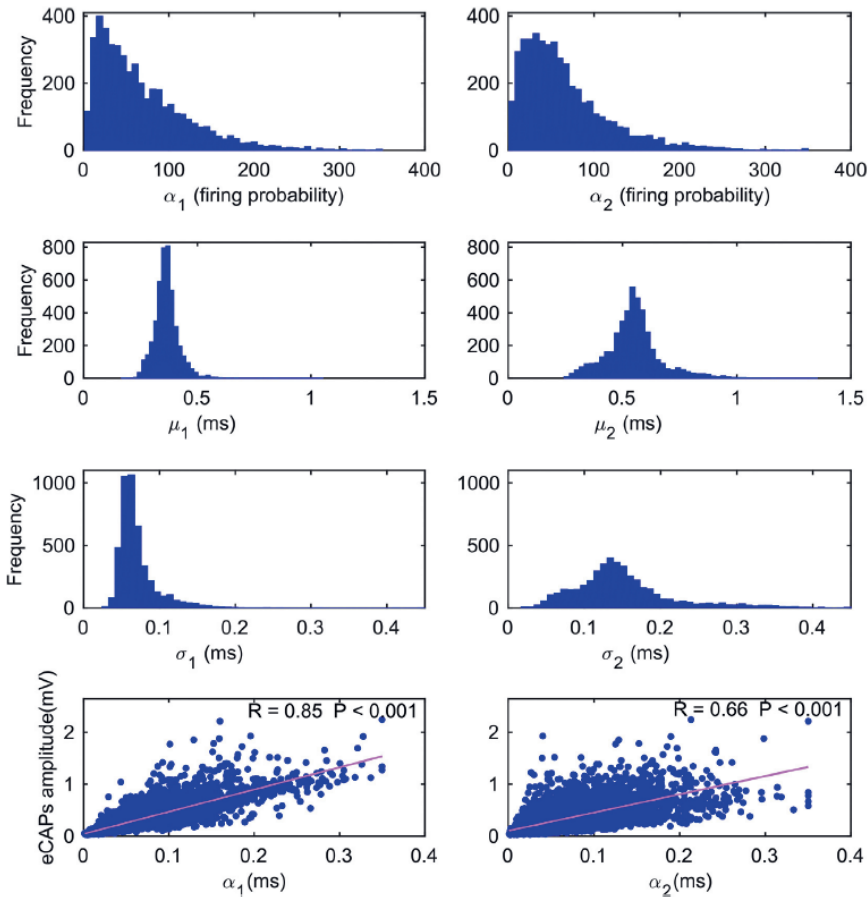 400
200
0
Frequency
0 100 200 300 400
α1 (firing probability)
400
200
0
0 100 200 300 400
α2 (firing probability)
800
600
400
200
0
Frequency
0 0.5 1 1.5
μ1 (ms)
800
600
400
200
0
0 0.5 1 1.5
μ2 (ms)
1000
500
0
Frequency
0 0.1 0.2 0.3 0.4
σ1 (ms)
1000
500
0
0 0.1 0.2 0.3 0.4
σ2 (ms)
R = 0.85 P < 0.001
2
1
0
eCAPs amplitude(mV)
0 0.1 0.2 0.3 0.4
α1(ms)
R = 0.66 P < 0.001
2
1
0
0 0.1 0.2 0.3 0.4
α2(ms)